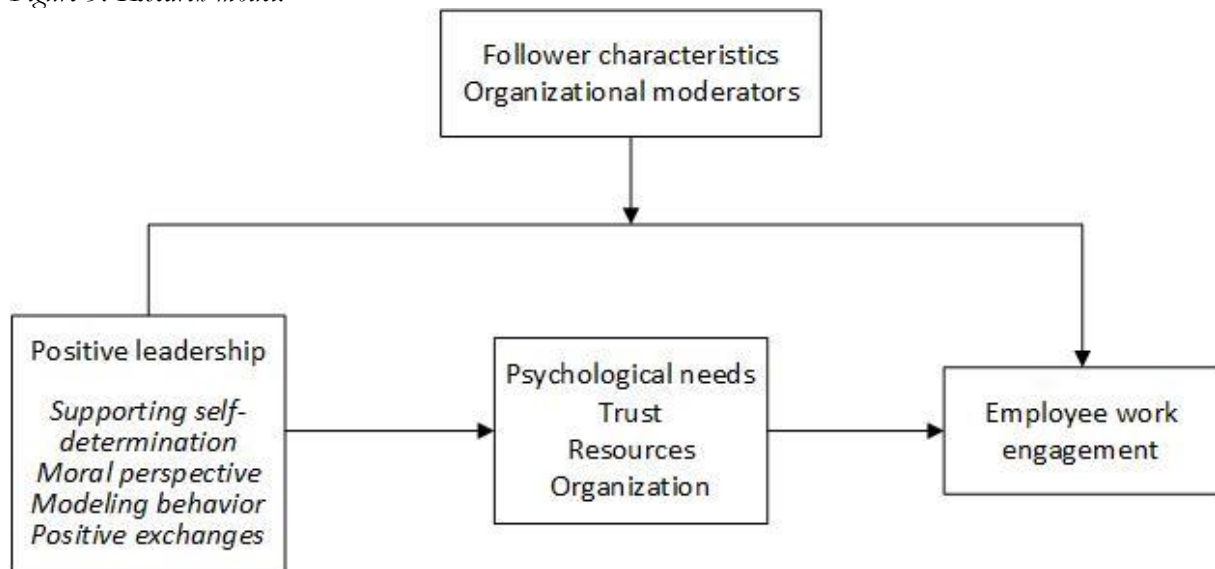 Follower characteristics
Organizational moderators
Positive leadership
Supporting self-
determination
Moral perspective
Modeling behavior
Positive exchanges
Psychological needs
Trust
Resources
Organization
Employee work
engagement